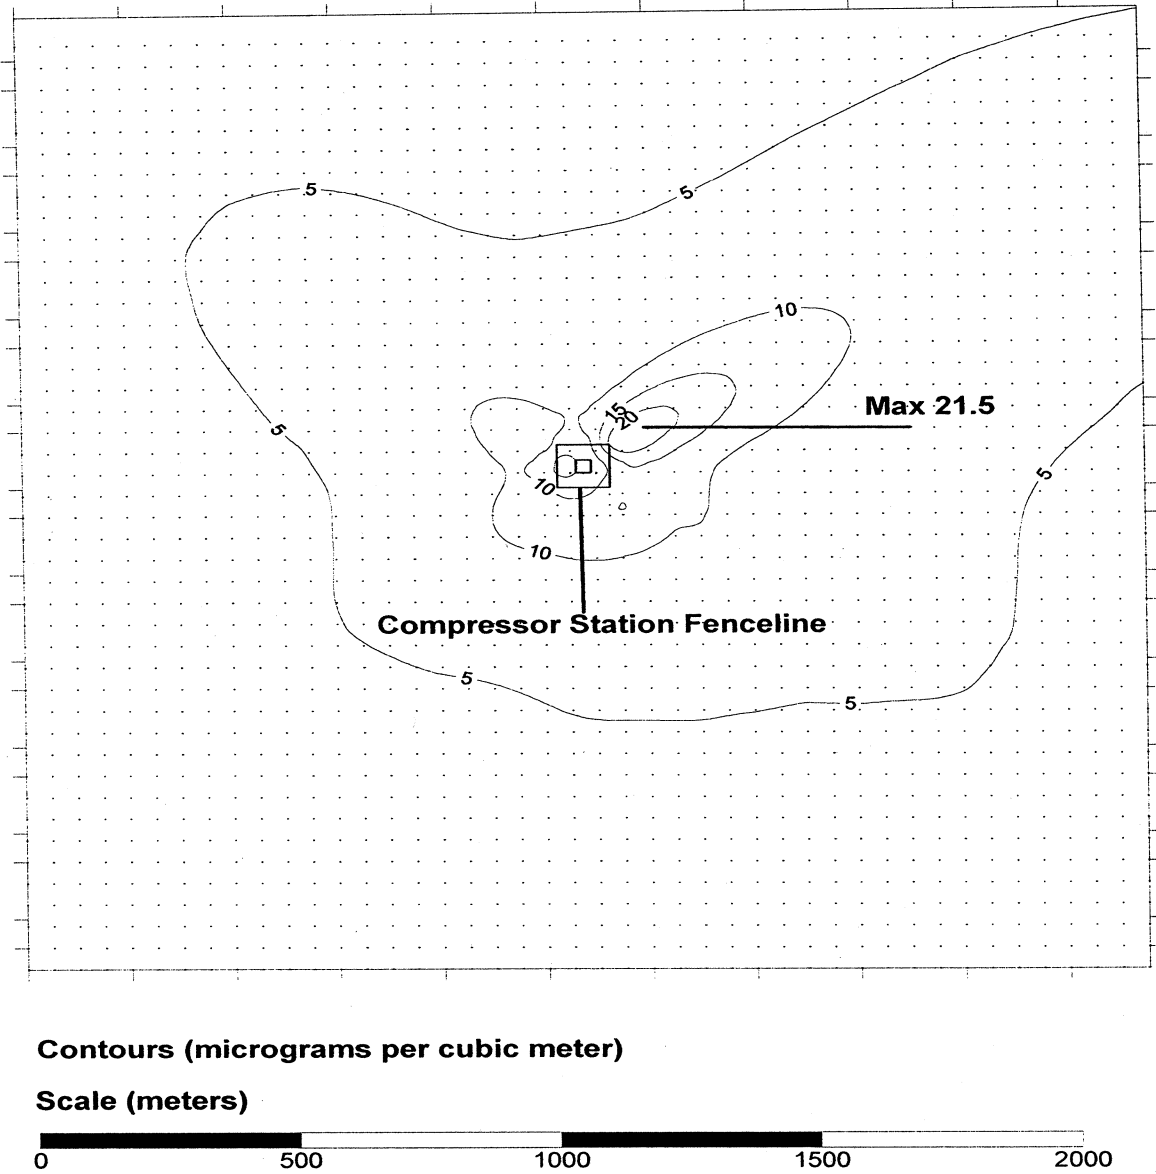 5
5
10
Max 21.5
15
20
5
5
10
10
Compressor Station Fenceline
5
5
Contours (micrograms per cubic meter)
Scale (meters)
0 500 1000 1500 2000